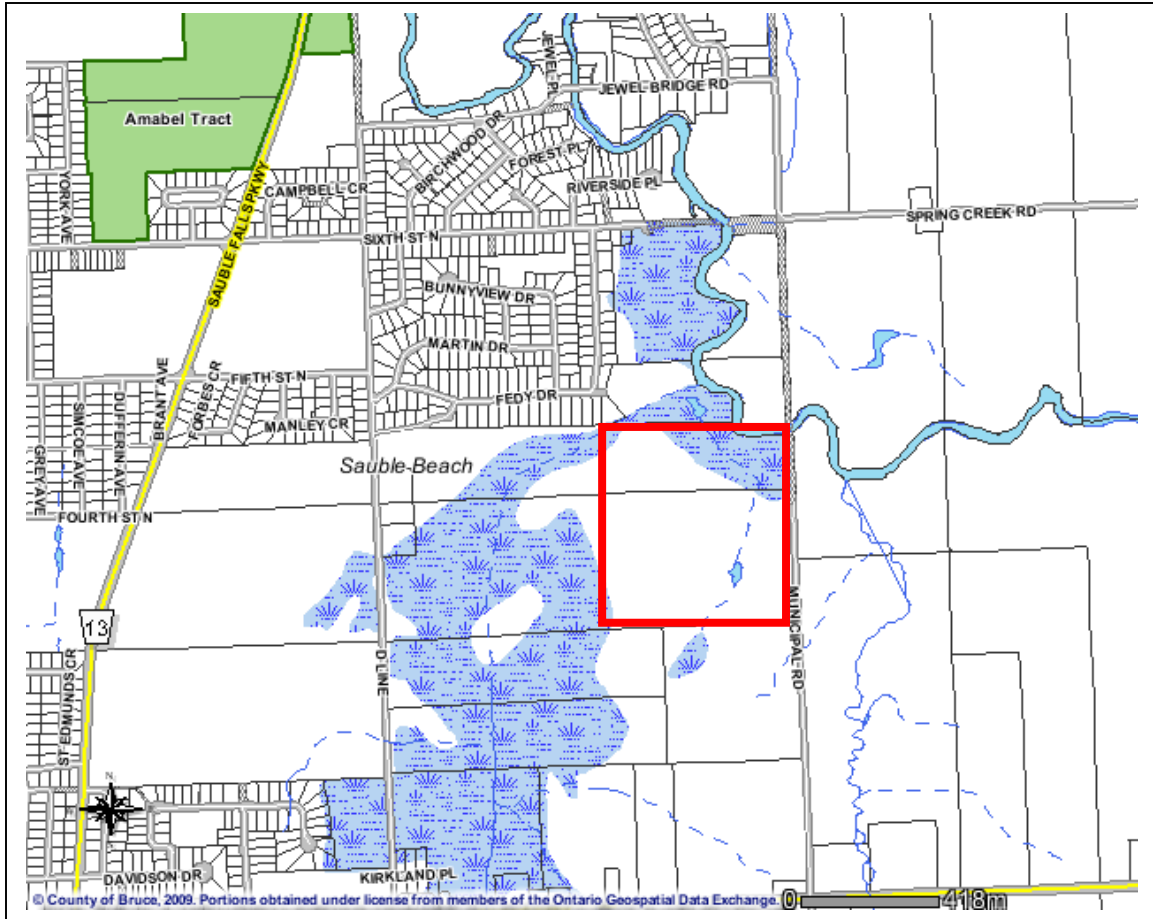 JEWEL PL
JEWEL BRIDGE RD
Amabel Tract
BIRCHWOOD DR
FOREST PL
YORK AVE
CAMPBELL CR
RIVERSIDE PL
SAUBLE FALLS PKWY
SPRING CREEK RD
SIXTH ST N
BUNNYVIEW DR
MARTIN DR
BRANT AVE
FORBES CR
FIFTH ST N
FEDY DR
DUFFERIN AVE
SIMCOE AVE
MANLEY CR
GREY AVE
Sauble Beach
FOURTH ST N
13
MUNICIPAL RD
D LINE
ST EDMUNDS CR
N
DAVIDSON DR
KIRKLAND PL
© County of Bruce, 2009. Portions obtained under license from members of the Ontario Geospatial Data Exchange.
0 418m